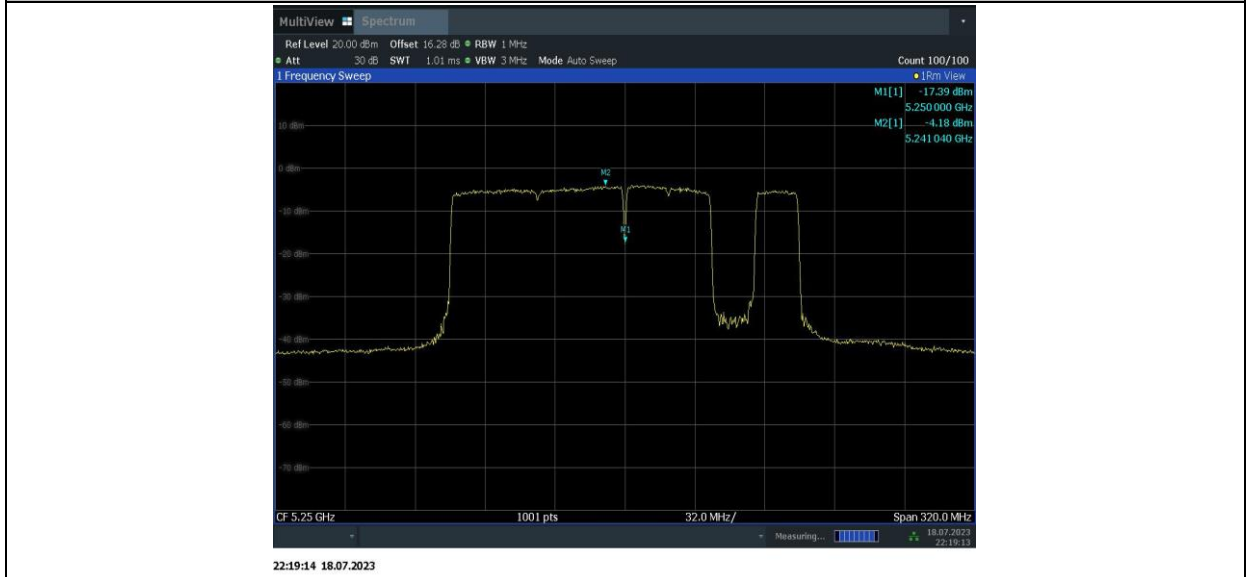 MultiView Spectrum
Ref Level 20.00 dBm Offset 16.28 dB RBW 1 MHz
Att 30 dB SWT 1.01 ms VBW 3 MHz Mode Auto Sweep Count 100/100
1 Frequency Sweep 1Rm View
M1[1] -17.39 dBm
5.250 000 GHz
M2[1] -4.18 dBm
5.241 040 GHz
10 dBm
0 dBm
M2
-10 dBm
M1
-20 dBm
-30 dBm
-40 dBm
-50 dBm
-60 dBm
-70 dBm
CF 5.25 GHz 1001 pts 32.0 MHz/ Span 320.0 MHz
Measuring... 18.07.2023
22:19:13
22:19:14 18.07.2023